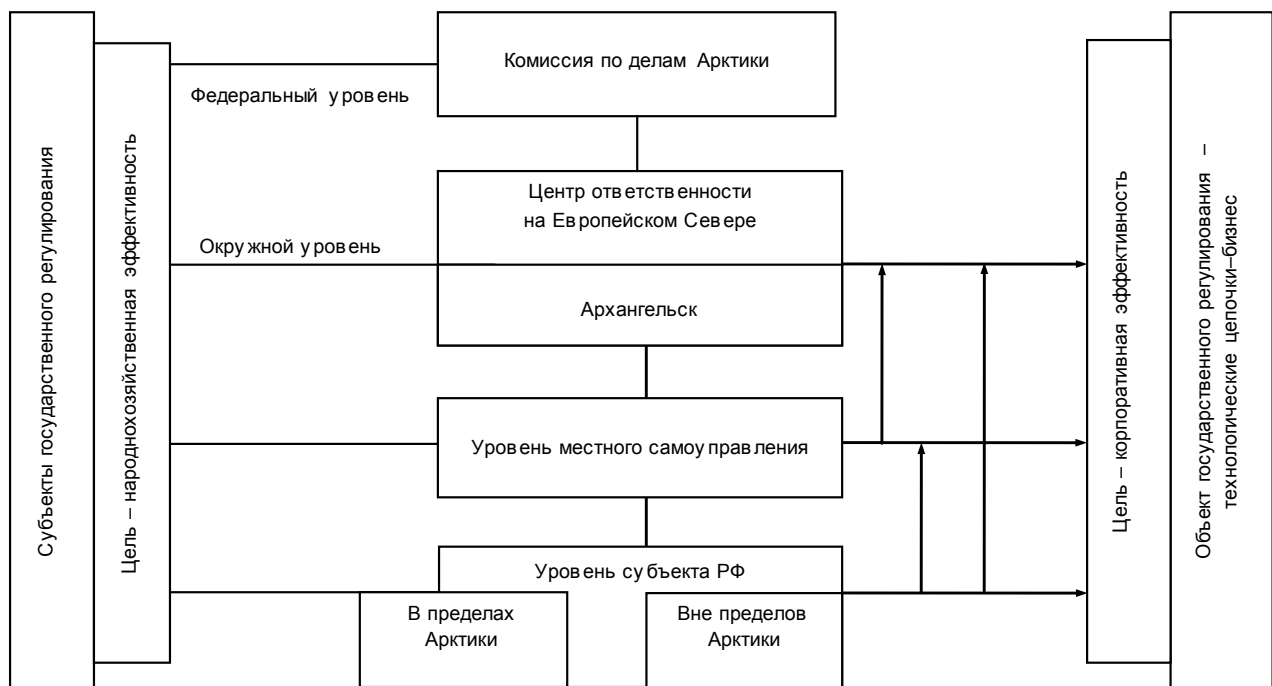 Субъекты государственного регулирования
Цель – народнохозяйственная эффективность
Федеральный уровень
Комиссия по делам Арктики
Центр ответственности
на Европейском Севере
Окружной уровень
Архангельск
Уровень местного самоуправления
Уровень субъекта РФ
В пределах
Арктики
Вне пределов
Арктики
Цель – корпоративная эффективность
Объект государственного регулирования –
технологические цепочки–бизнес